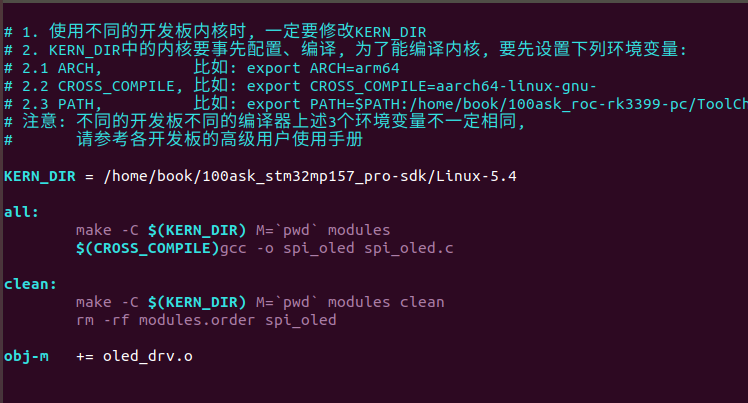 # 1. 使用不同的开发板内核时, 一定要修改KERN_DIR
# 2. KERN_DIR中的内核要事先配置、编译, 为了能编译内核, 要先设置下列环境变量:
# 2.1 ARCH,          比如: export ARCH=arm64
# 2.2 CROSS_COMPILE, 比如: export CROSS_COMPILE=aarch64-linux-gnu-
# 2.3 PATH,          比如: export PATH=$PATH:/home/book/100ask_roc-rk3399-pc/ToolCh
# 注意: 不同的开发板不同的编译器上述3个环境变量不一定相同,
#       请参考各开发板的高级用户使用手册
KERN_DIR = /home/book/100ask_stm32mp157_pro-sdk/Linux-5.4
all:
        make -C $(KERN_DIR) M=`pwd` modules
        $(CROSS_COMPILE)gcc -o spi_oled spi_oled.c
clean:
        make -C $(KERN_DIR) M=`pwd` modules clean
        rm -rf modules.order spi_oled
obj-m   += oled_drv.o